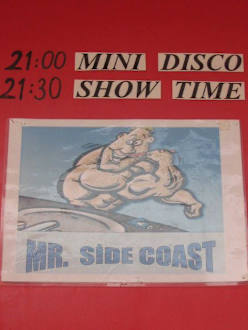 21:00 MINI DISCO
21:30 SHOW TIME
MR. SiDE COAST